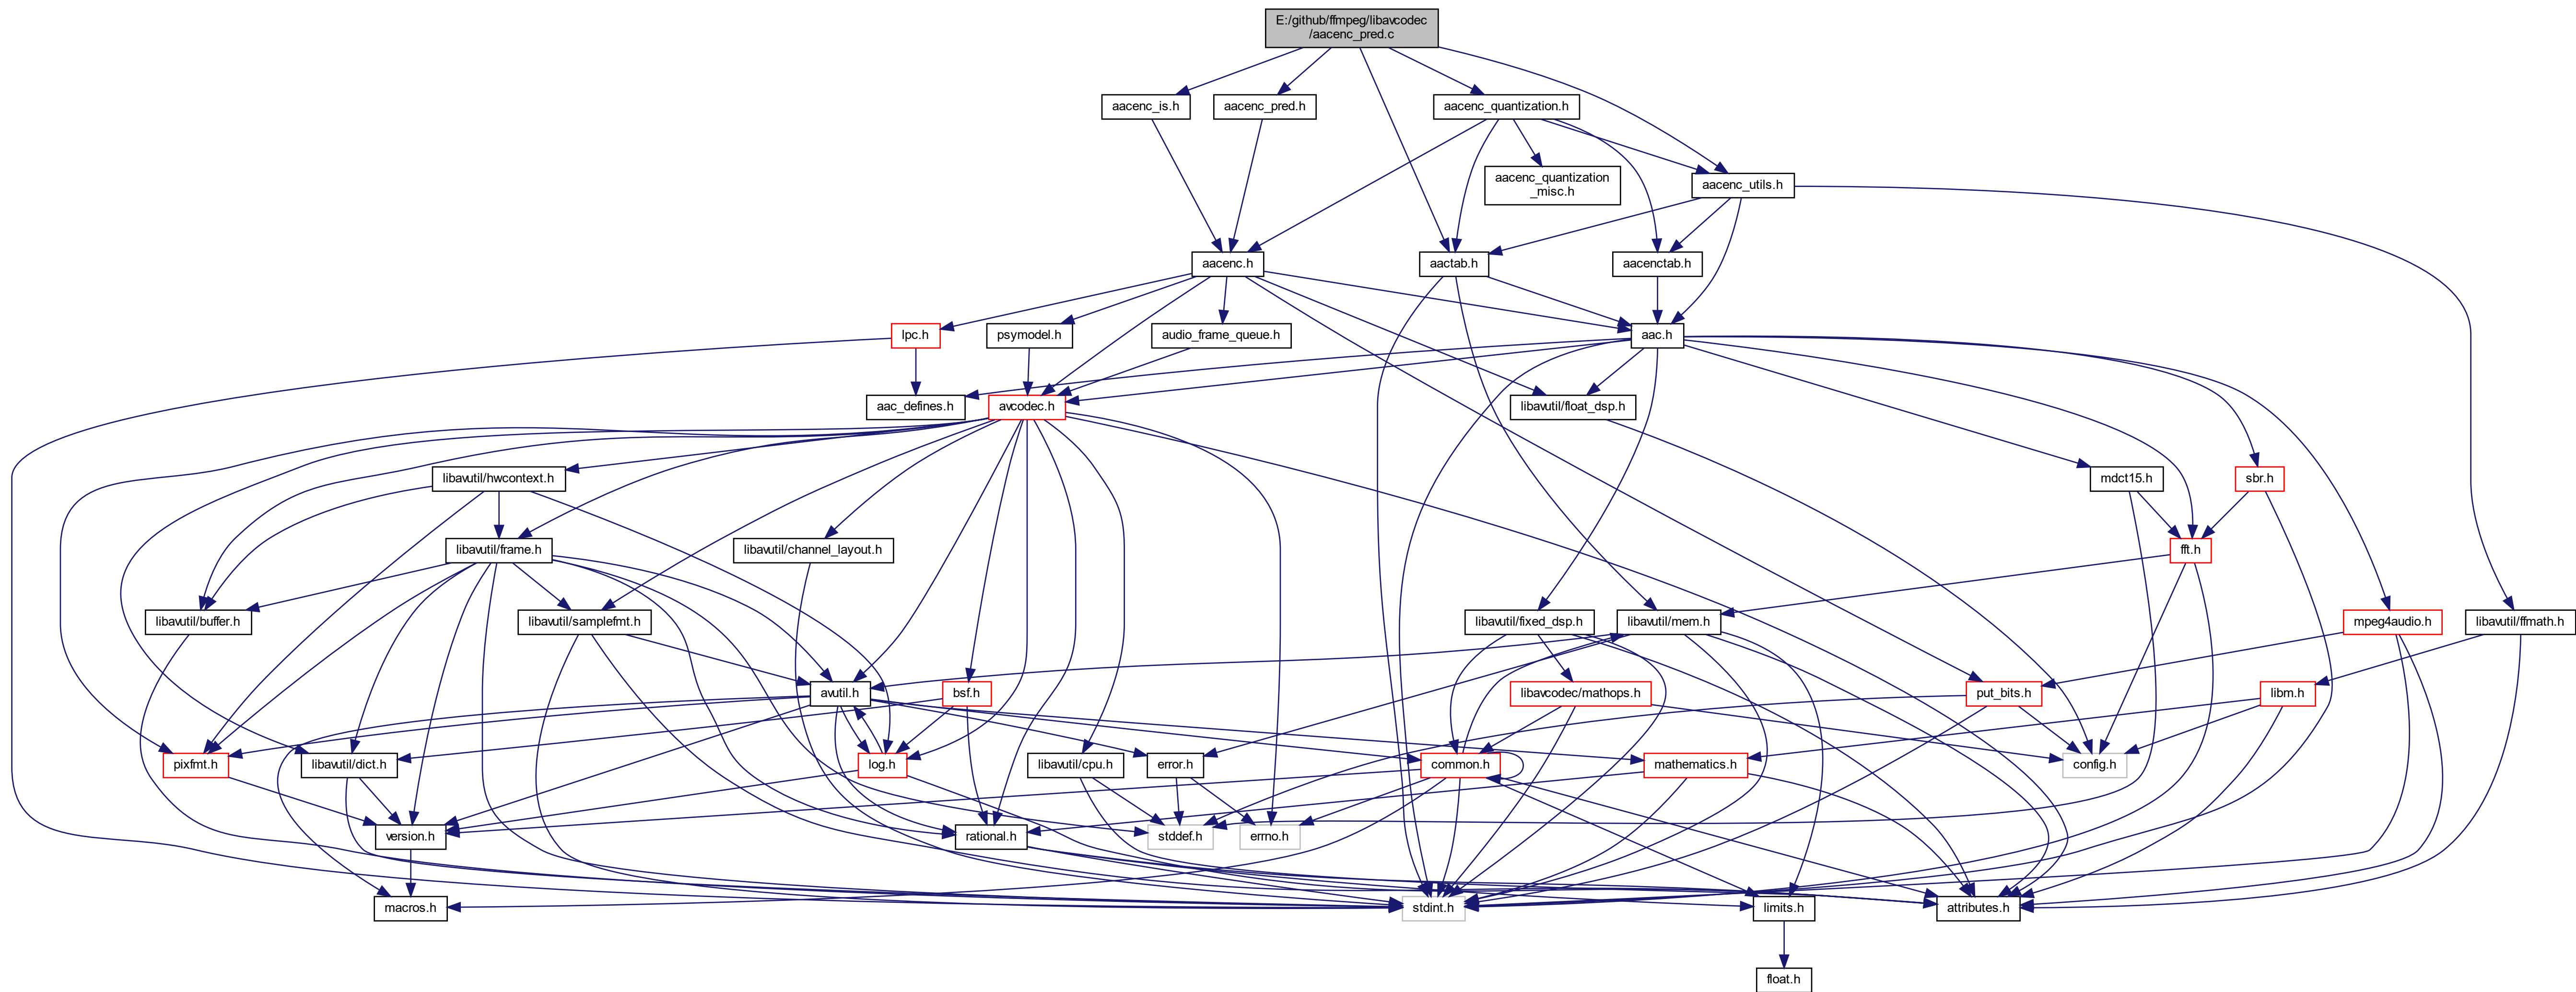 E:/github/ffmpeg/libavcodec
/aacenc_pred.c
aacenc_is.h
aacenc_pred.h
aacenc_quantization.h
aacenc_quantization
_misc.h
aacenc_utils.h
aacenc.h
aactab.h
aacenctab.h
lpc.h
psymodel.h
audio_frame_queue.h
aac.h
aac_defines.h
avcodec.h
libavutil/float_dsp.h
libavutil/hwcontext.h
mdct15.h
sbr.h
libavutil/frame.h
libavutil/channel_layout.h
fft.h
libavutil/buffer.h
libavutil/samplefmt.h
libavutil/fixed_dsp.h
libavutil/mem.h
mpeg4audio.h
libavutil/ffmath.h
avutil.h
bsf.h
libavcodec/mathops.h
put_bits.h
libm.h
pixfmt.h
libavutil/dict.h
log.h
libavutil/cpu.h
error.h
common.h
mathematics.h
config.h
version.h
rational.h
stddef.h
errno.h
macros.h
stdint.h
limits.h
attributes.h
float.h